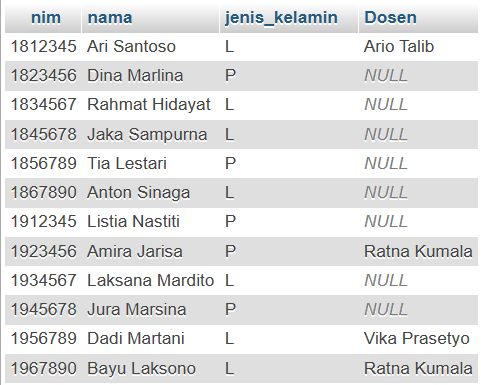 nim nama jenis_kelamin Dosen
1812345 Ari Santoso L Ario Talib
1823456 Dina Marlina P NULL
1834567 Rahmat Hidayat L NULL
1845678 Jaka Sampurna L NULL
1856789 Tia Lestari P NULL
1867890 Anton Sinaga L NULL
1912345 Listia Nastiti P NULL
1923456 Amira Jarisa P Ratna Kumala
1934567 Laksana Mardito L NULL
1945678 Jura Marsina P NULL
1956789 Dadi Martani L Vika Prasetyo
1967890 Bayu Laksono L Ratna Kumala